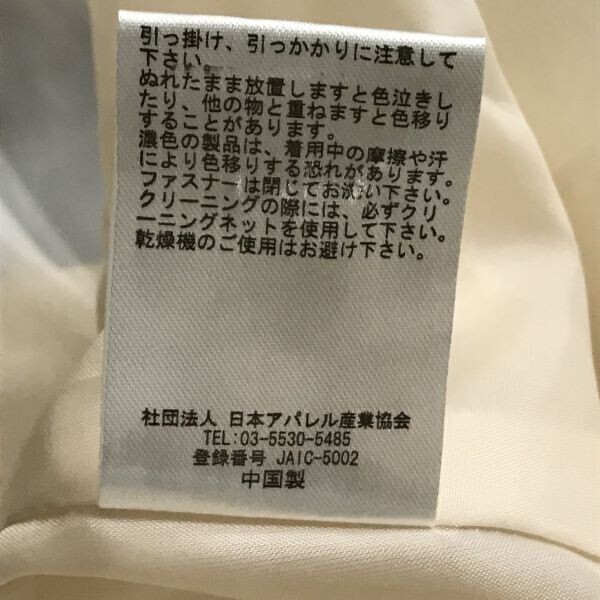 引っ掛け、引っかかりに注意して
下さい。
ぬれたまま放置しますと色泣きし
たり、他の物と重ねますと色移り
することがあります。
濃色の製品は、着用中の摩擦や汗
により色移りする恐れがあります。
ファスナーは閉じてお洗い下さい。
クリーニングの際には、必ずクリ
ーニングネットを使用して下さい。
乾燥機のご使用はお避け下さい。
社団法人 日本アパレル産業協会
TEL:03-5530-5485
登録番号 JAIC-5002
中国製